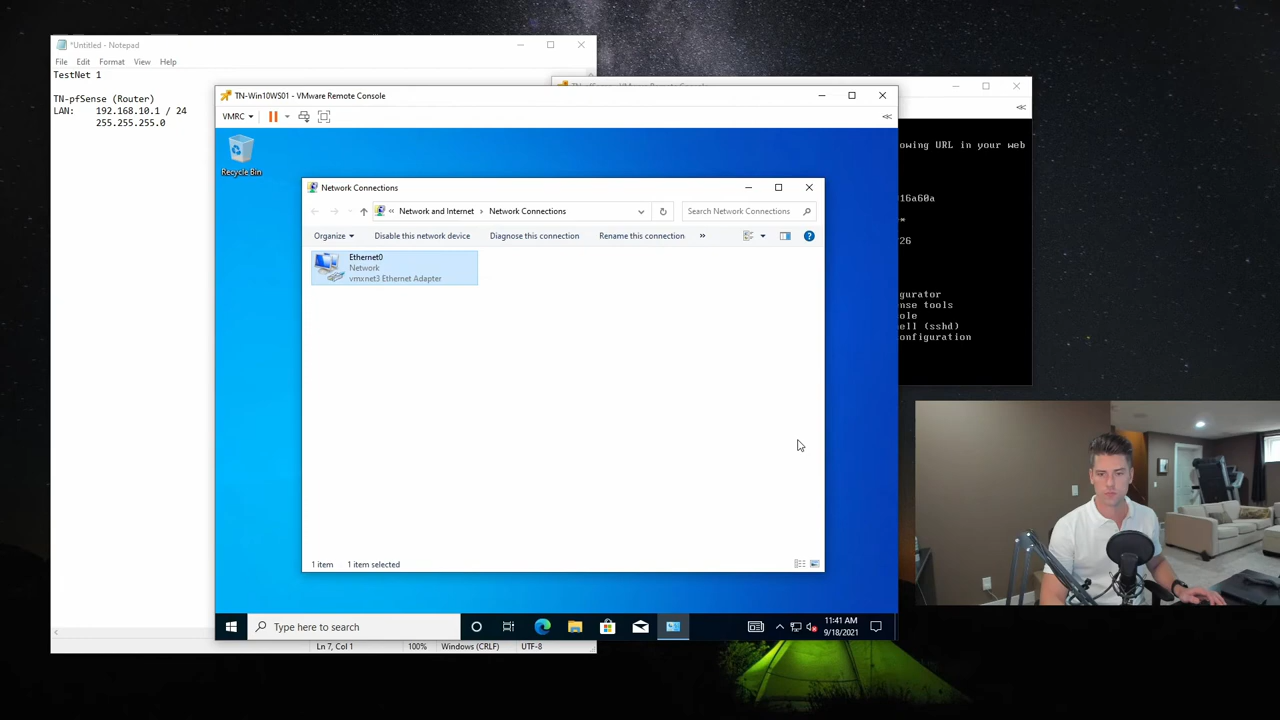 *Untitled - Notepad
File Edit Format View Help
TestNet 1
TN-pfSense (Router)
LAN: 192.168.10.1 / 24
255.255.255.0
Ln 7, Col 1 100% Windows (CRLF) UTF-8
TN-Win10WS01 - VMware Remote Console
VMRC
Recycle Bin
Network Connections
Network and Internet Network Connections
Search Network Connections
Organize Disable this network device Diagnose this connection Rename this connection
Ethernet0
Network
vmxnet3 Ethernet Adapter
1 item 1 item selected
Type here to search
11:41 AM
9/18/2021
owing URL in your web
16a60a
*
26
gurator
nse tools
ole
ell (sshd)
onfiguration